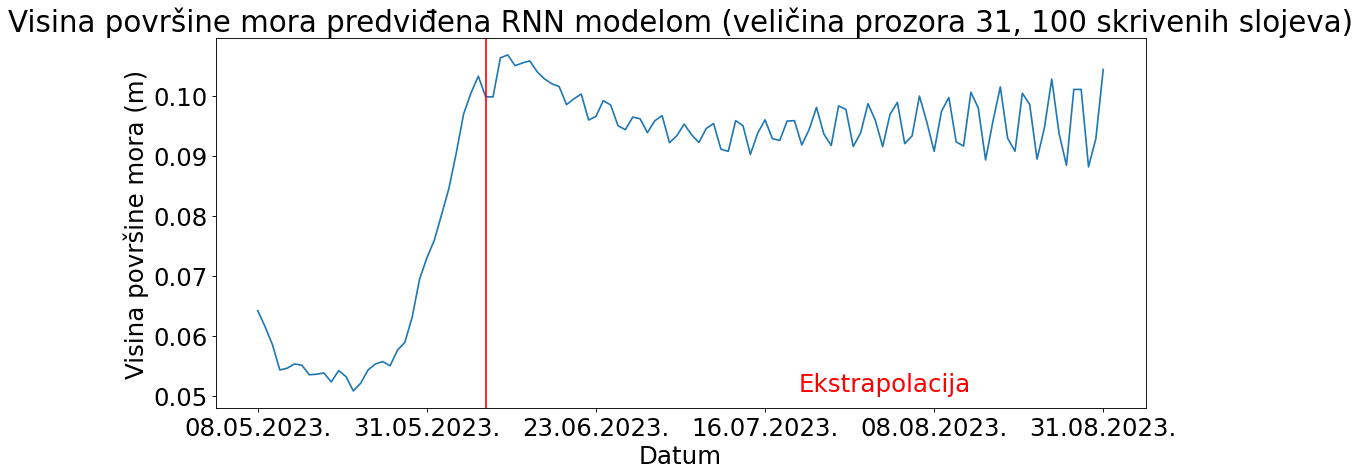 Visina površine mora predviđena RNN modelom (veličina prozora 31, 100 skrivenih slojeva)
Visina površine mora (m)
0.10
0.09
0.08
0.07
0.06
0.05
Ekstrapolacija
08.05.2023. 31.05.2023. 23.06.2023. 16.07.2023. 08.08.2023. 31.08.2023.
Datum